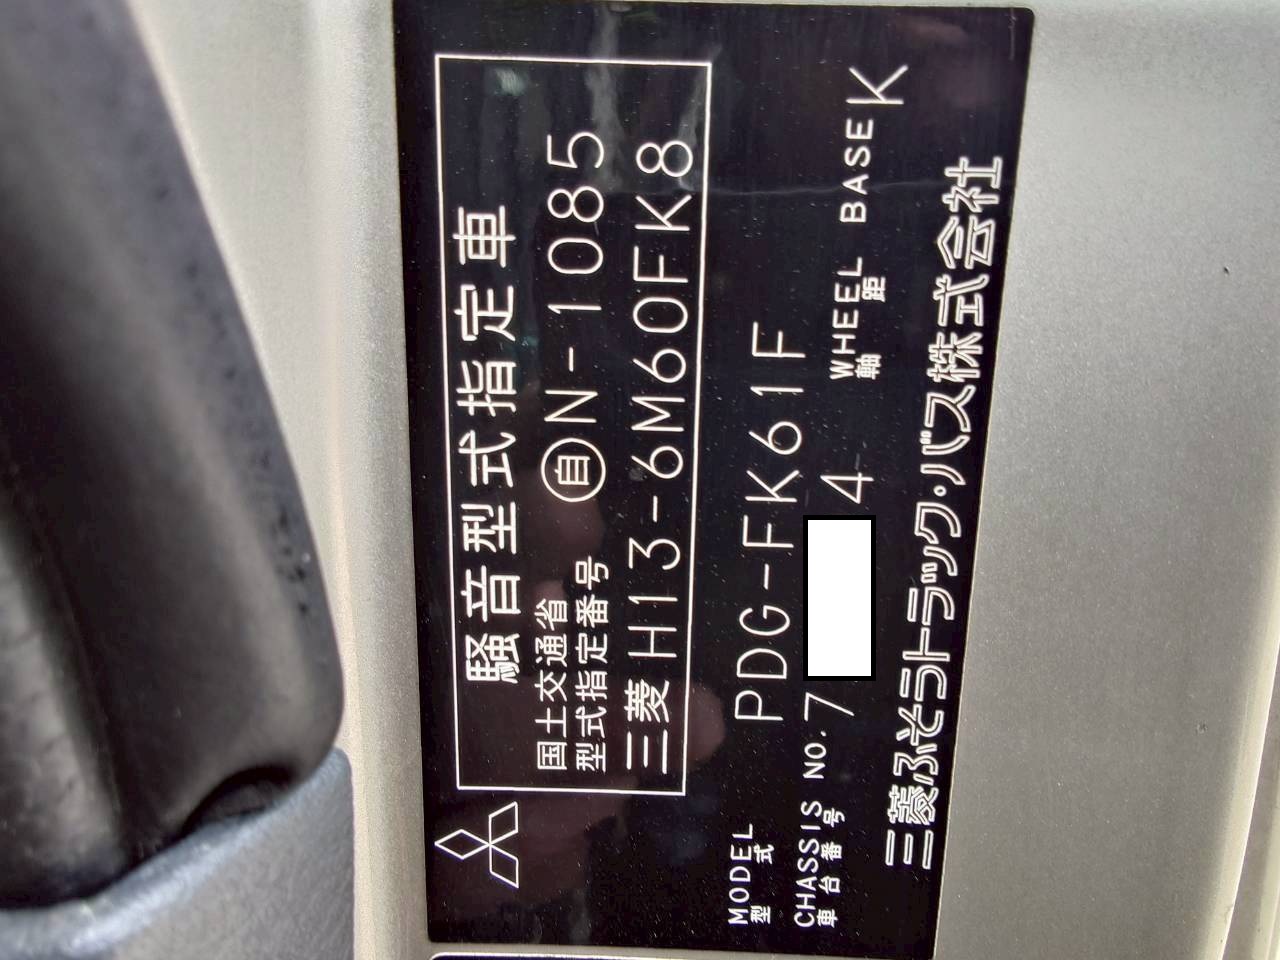 騒音型式指定車
国土交通省
型式指定番号 自 N-1085
三菱 H13-6M60FK8
MODEL
型式 PDG-FK61F
CHASSIS NO. 7 4 WHEEL BASE K
車台番号 軸距
三菱ふそうトラック・バス株式会社